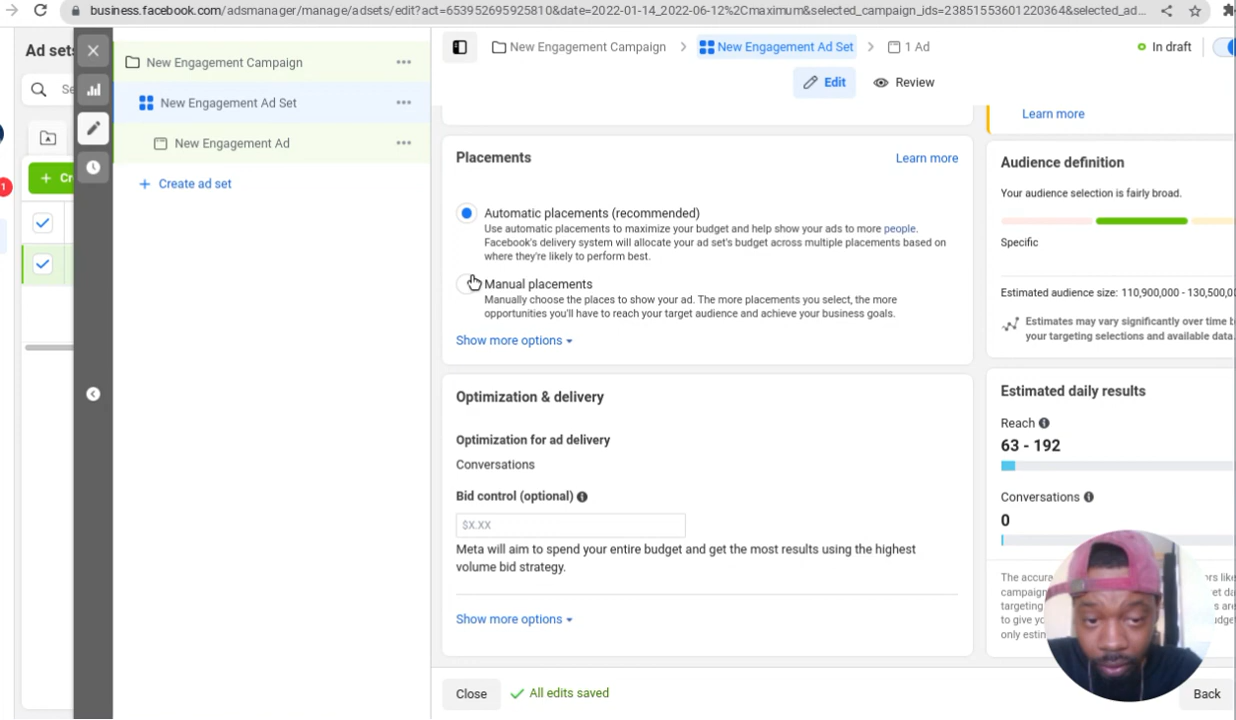 business.facebook.com/adsmanager/manage/adsets/edit?act=653952695925810&date=2022-01-14_2022-06-12%2Cmaximum&selected_campaign_ids=23851553601220364&selected_ad...
Ad sets
New Engagement Campaign
New Engagement Ad Set
New Engagement Ad
+ Create ad set
1
New Engagement Campaign > New Engagement Ad Set > 1 Ad
In draft
Edit
Review
Placements
Learn more
Automatic placements (recommended)
Use automatic placements to maximize your budget and help show your ads to more people.
Facebook's delivery system will allocate your ad set's budget across multiple placements based on
where they're likely to perform best.
Manual placements
Manually choose the places to show your ad. The more placements you select, the more
opportunities you'll have to reach your target audience and achieve your business goals.
Show more options
Optimization & delivery
Optimization for ad delivery
Conversations
Bid control (optional)
$X.XX
Meta will aim to spend your entire budget and get the most results using the highest
volume bid strategy.
Show more options
Close
All edits saved
Back
Learn more
Audience definition
Your audience selection is fairly broad.
Specific
Estimated audience size: 110,900,000 - 130,500,0
Estimates may vary significantly over time b
your targeting selections and available data.
Estimated daily results
Reach
63 - 192
Conversations
0
The accura
campaign
targeting
to give yo
only estin